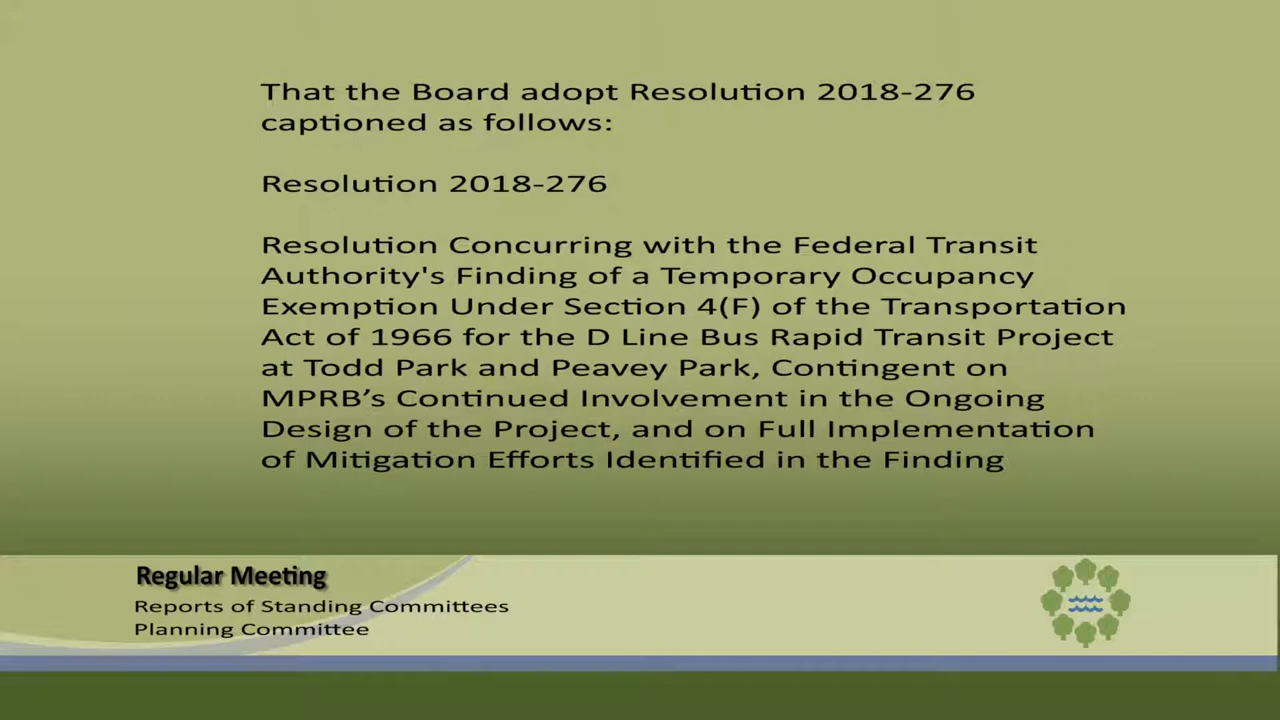 That the Board adopt Resolution 2018-276
captioned as follows:
Resolution 2018-276
Resolution Concurring with the Federal Transit
Authority's Finding of a Temporary Occupancy
Exemption Under Section 4(F) of the Transportation
Act of 1966 for the D Line Bus Rapid Transit Project
at Todd Park and Peavey Park, Contingent on
MPRB’s Continued Involvement in the Ongoing
Design of the Project, and on Full Implementation
of Mitigation Efforts Identified in the Finding
Regular Meeting
Reports of Standing Committees
Planning Committee